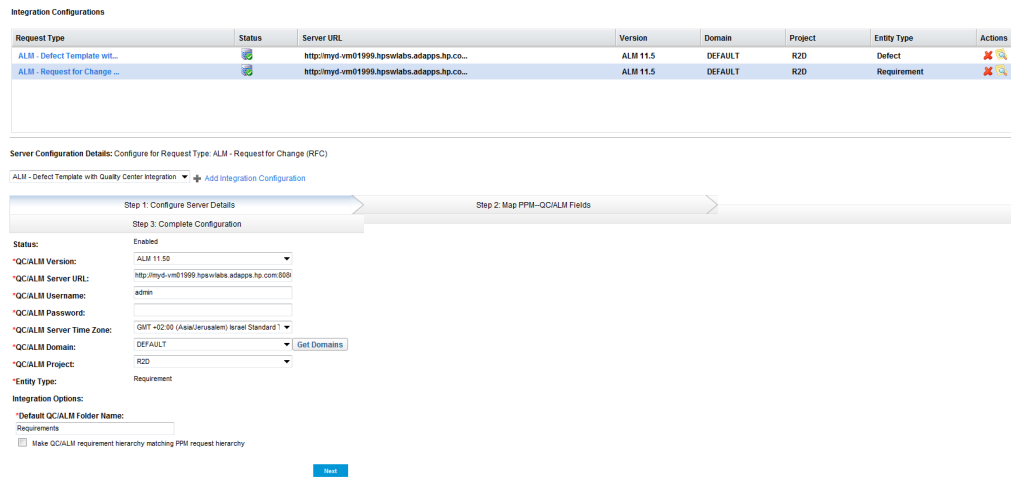 Integration Configurations
Request Type Status Server URL Version Domain Project Entity Type Actions
ALM - Defect Template wit... http://myd-vm01999.hpswlabs.adapps.hp.co... ALM 11.5 DEFAULT R2D Defect
ALM - Request for Change ... http://myd-vm01999.hpswlabs.adapps.hp.co... ALM 11.5 DEFAULT R2D Requirement
Server Configuration Details: Configure for Request Type: ALM - Request for Change (RFC)
ALM - Defect Template with Quality Center Integration Add Integration Configuration
Step 1: Configure Server Details Step 2: Map PPM--QC/ALM Fields
Step 3: Complete Configuration
Status: Enabled
*QC/ALM Version: ALM 11.50
*QC/ALM Server URL: http://myd-vm01999.hpswlabs.adapps.hp.com:808
*QC/ALM Username: admin
*QC/ALM Password:
*QC/ALM Server Time Zone: GMT +02:00 (Asia/Jerusalem) Israel Standard T
*QC/ALM Domain: DEFAULT Get Domains
*QC/ALM Project: R2D
*Entity Type: Requirement
Integration Options:
*Default QC/ALM Folder Name:
Requirements
Make QC/ALM requirement hierarchy matching PPM request hierarchy
Next